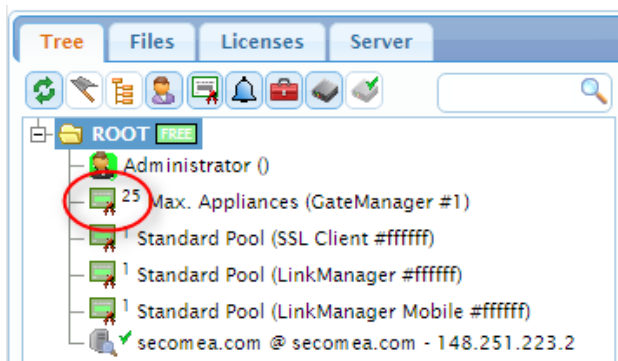 Tree Files Licenses Server
ROOT FREE
Administrator ()
25 Max. Appliances (GateManager #1)
1 Standard Pool (SSL Client #ffffff)
1 Standard Pool (LinkManager #ffffff)
1 Standard Pool (LinkManager Mobile #ffffff)
secomea.com @ secomea.com - 148.251.223.2